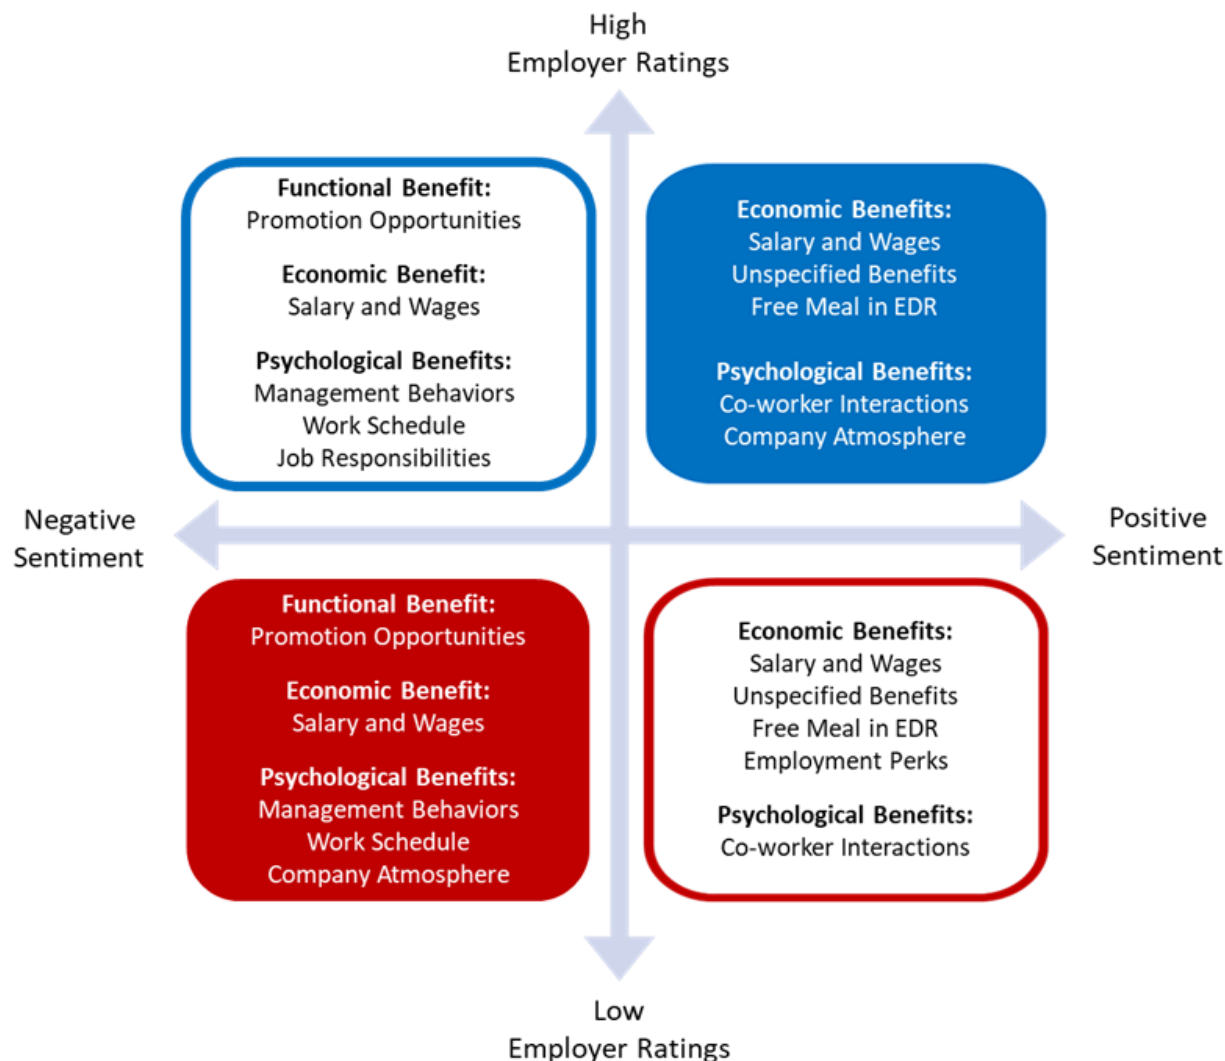 High
Employer Ratings
Functional Benefit:
Promotion Opportunities
Economic Benefit:
Salary and Wages
Psychological Benefits:
Management Behaviors
Work Schedule
Job Responsibilities
Economic Benefits:
Salary and Wages
Unspecified Benefits
Free Meal in EDR
Psychological Benefits:
Co-worker Interactions
Company Atmosphere
Negative
Sentiment
Positive
Sentiment
Functional Benefit:
Promotion Opportunities
Economic Benefit:
Salary and Wages
Psychological Benefits:
Management Behaviors
Work Schedule
Company Atmosphere
Economic Benefits:
Salary and Wages
Unspecified Benefits
Free Meal in EDR
Employment Perks
Psychological Benefits:
Co-worker Interactions
Low
Employer Ratings